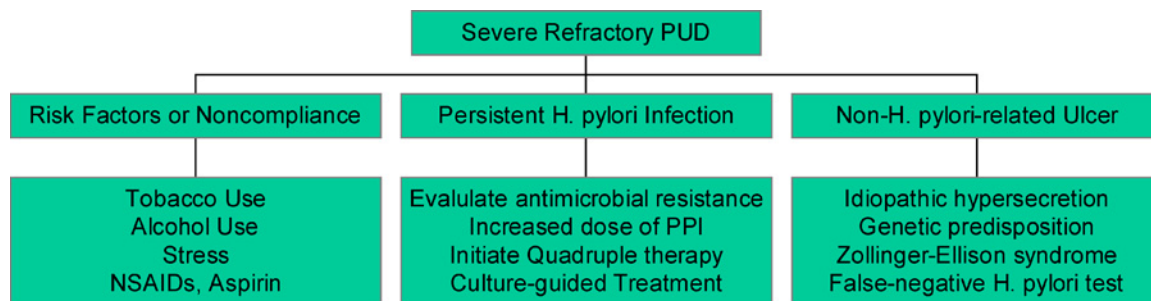 Severe Refractory PUD
Risk Factors or Noncompliance
Persistent H. pylori Infection
Non-H. pylori-related Ulcer
Tobacco Use
Alcohol Use
Stress
NSAIDs, Aspirin
Evalulate antimicrobial resistance
Increased dose of PPI
Initiate Quadruple therapy
Culture-guided Treatment
Idiopathic hypersecretion
Genetic predisposition
Zollinger-Ellison syndrome
False-negative H. pylori test